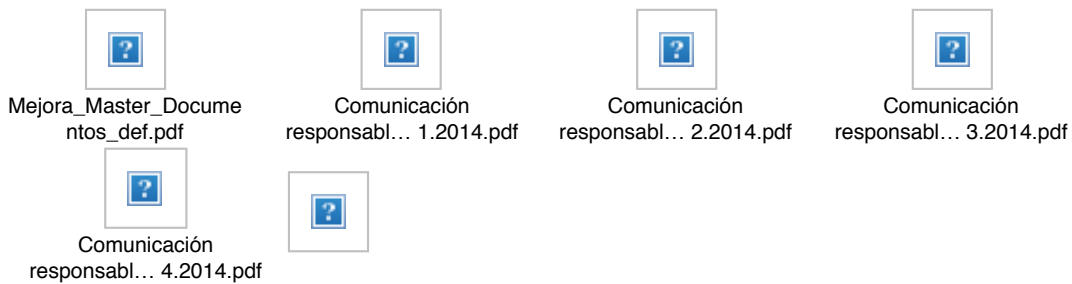 Mejora_Master_Docume
ntos_def.pdf
Comunicación
responsabl… 1.2014.pdf
Comunicación
responsabl… 2.2014.pdf
Comunicación
responsabl… 3.2014.pdf
Comunicación
responsabl… 4.2014.pdf